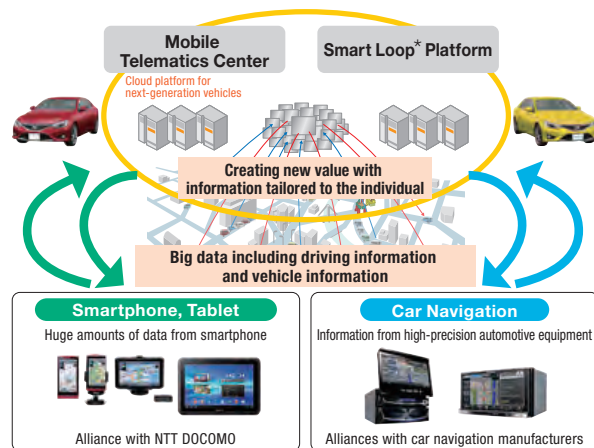 Mobile
Telematics Center
Smart Loop* Platform
Cloud platform for
next-generation vehicles
Creating new value with
information tailored to the individual
Big data including driving information
and vehicle information
Smartphone, Tablet
Huge amounts of data from smartphone
Alliance with NTT DOCOMO
Car Navigation
Information from high-precision automotive equipment
Alliances with car navigation manufacturers